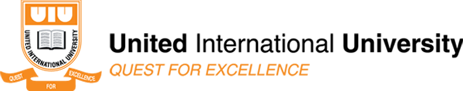 UIU
UNITED INTERNATIONAL UNIVERSITY
QUEST FOR EXCELLENCE
United International University
QUEST FOR EXCELLENCE